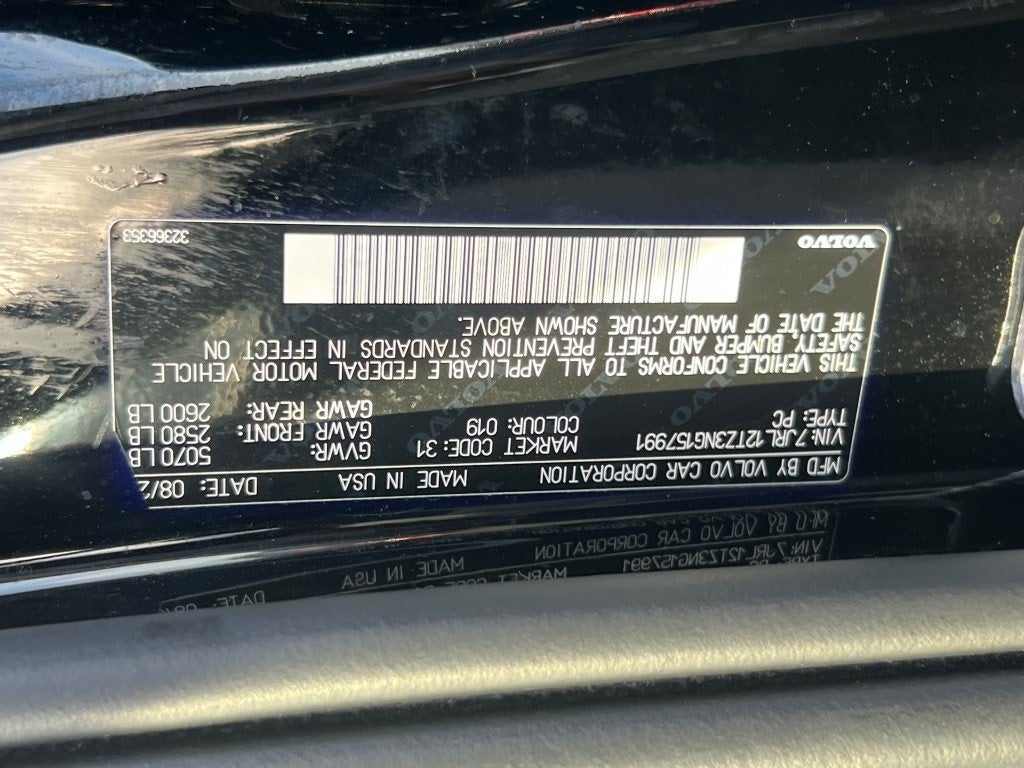 MFD BY VOLVO CAR CORPORATION MADE IN USA DATE: 08/2
VIN: 7JRL12TZ3NG157991 MARKET CODE: 31 GVWR: 5070 LB
TYPE: PC COLOUR: 019 GAWR FRONT: 2580 LB
GAWR REAR: 2600 LB
THIS VEHICLE CONFORMS TO ALL APPLICABLE FEDERAL MOTOR VEHICLE
SAFETY, BUMPER AND THEFT PREVENTION STANDARDS IN EFFECT ON
THE DATE OF MANUFACTURE SHOWN ABOVE.
VOLVO 32366353